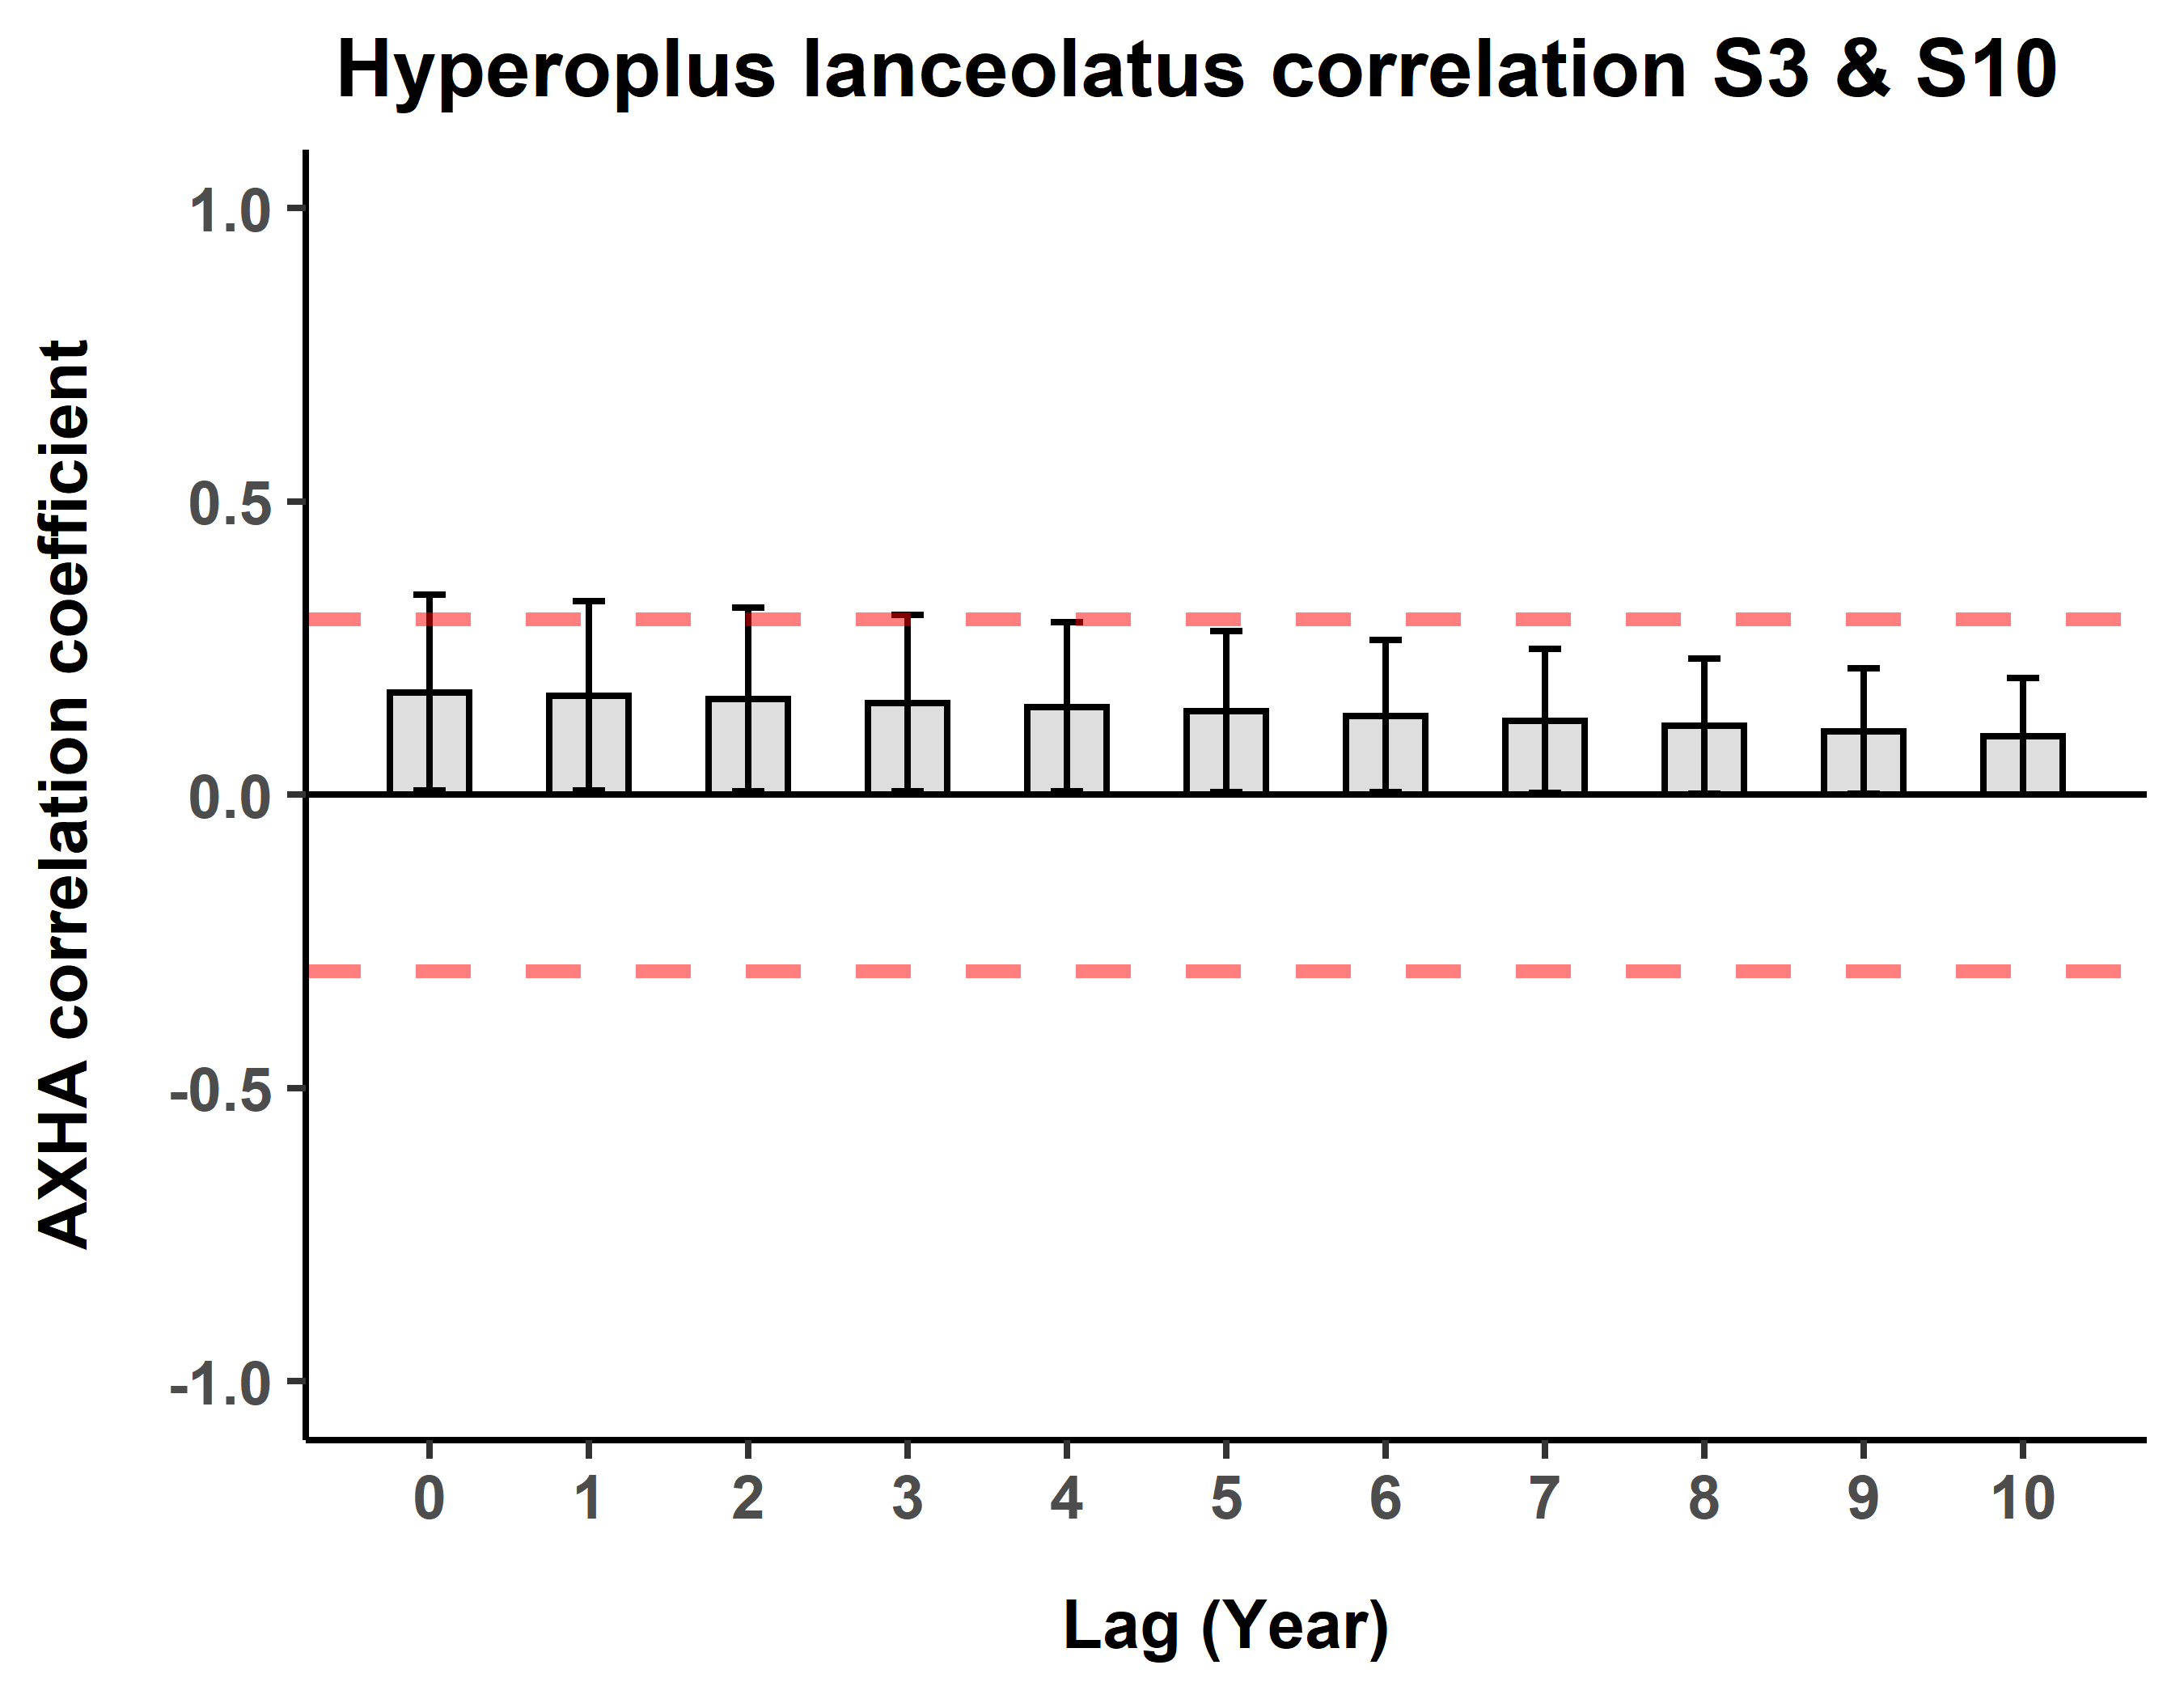 Hyperoplus lanceolatus correlation S3 & S10
AXHA correlation coefficient
1.0
0.5
0.0
-0.5
-1.0
0 1 2 3 4 5 6 7 8 9 10
Lag (Year)